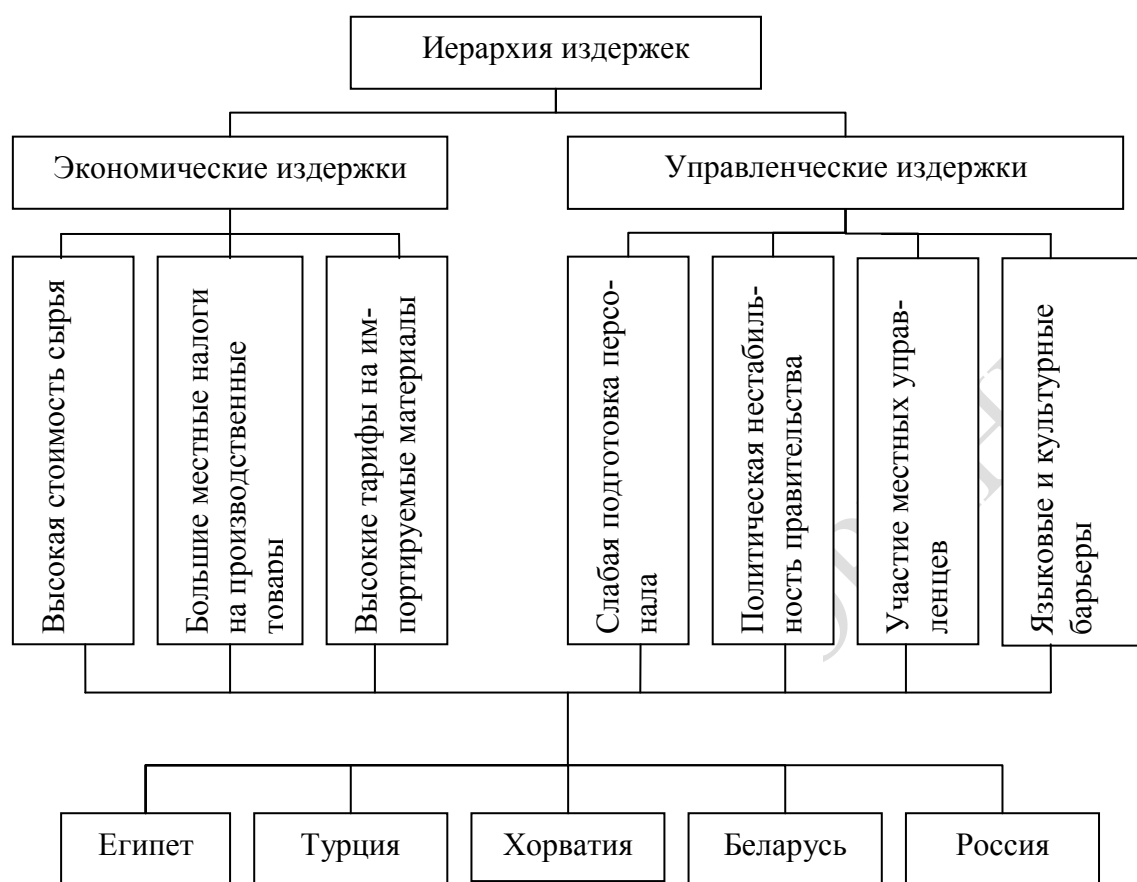 Иерархия издержек
Экономические издержки
Управленческие издержки
Высокая стоимость сырья
Большие местные налоги
на производственные
товары
Высокие тарифы на им-
портируемые материалы
Слабая подготовка персо-
нала
Политическая нестабиль-
ность правительства
Участие местных управ-
ленцев
Языковые и культурные
барьеры
Египет
Турция
Хорватия
Беларусь
Россия